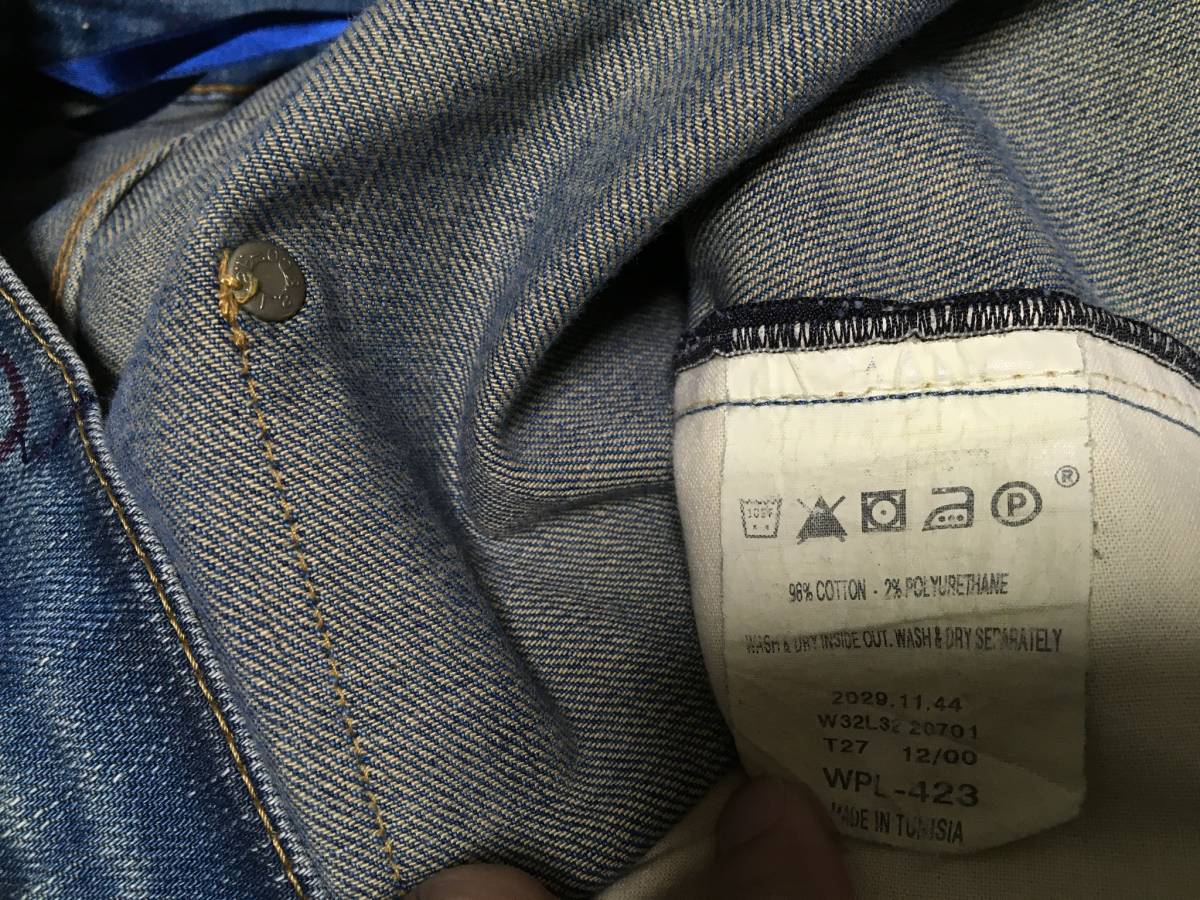 105F
P ®
96% COTTON - 2% POLYURETHANE
WASH & DRY INSIDE OUT. WASH & DRY SEPARATELY
2029.11.44
W32L32 20701
T27 12/00
WPL-423
MADE IN TUNISIA